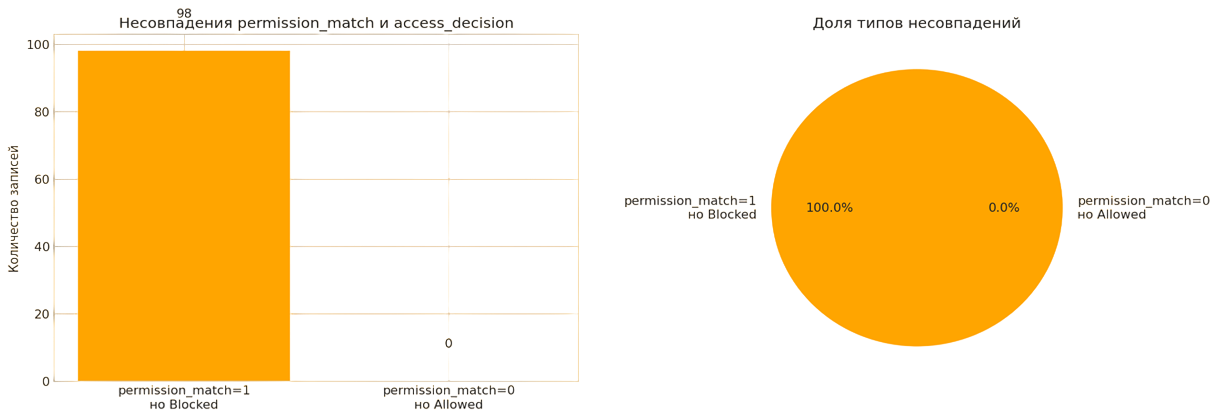 98
Несовпадения permission_match и access_decision
Количество записей
100
80
60
40
20
0
0
permission_match=1
но Blocked
permission_match=0
но Allowed
Доля типов несовпадений
permission_match=1
но Blocked
100.0%
0.0%
permission_match=0
но Allowed